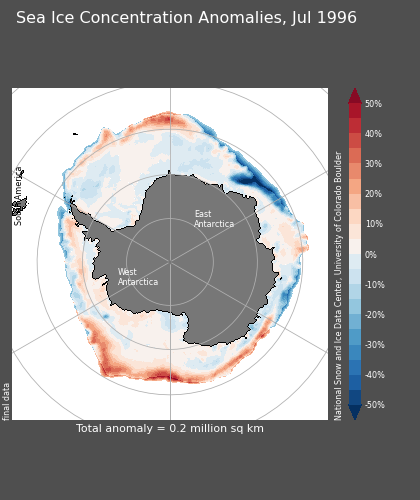 Sea Ice Concentration Anomalies, Jul 1996
South America
East
Antarctica
West
Antarctica
50%
40%
30%
20%
10%
0%
-10%
-20%
-30%
-40%
-50%
National Snow and Ice Data Center, University of Colorado Boulder
final data
Total anomaly = 0.2 million sq km